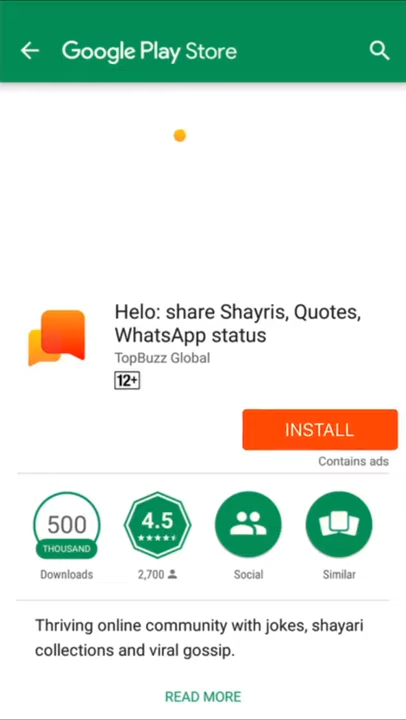 Google Play Store
Helo: share Shayris, Quotes,
WhatsApp status
TopBuzz Global
12+
INSTALL
Contains ads
500
THOUSAND
4.5
Downloads
2,700
Social
Similar
Thriving online community with jokes, shayari
collections and viral gossip.
READ MORE